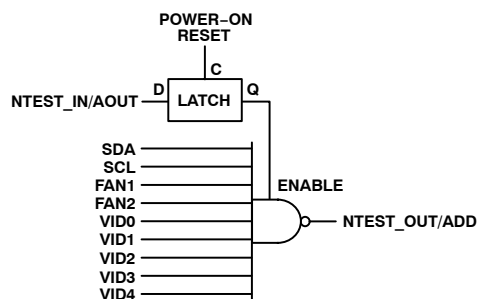 POWER-ON
RESET
C
D
Q
NTEST_IN/AOUT
LATCH
SDA
SCL
FAN1
ENABLE
FAN2
VID0
NTEST_OUT/ADD
VID1
VID2
VID3
VID4